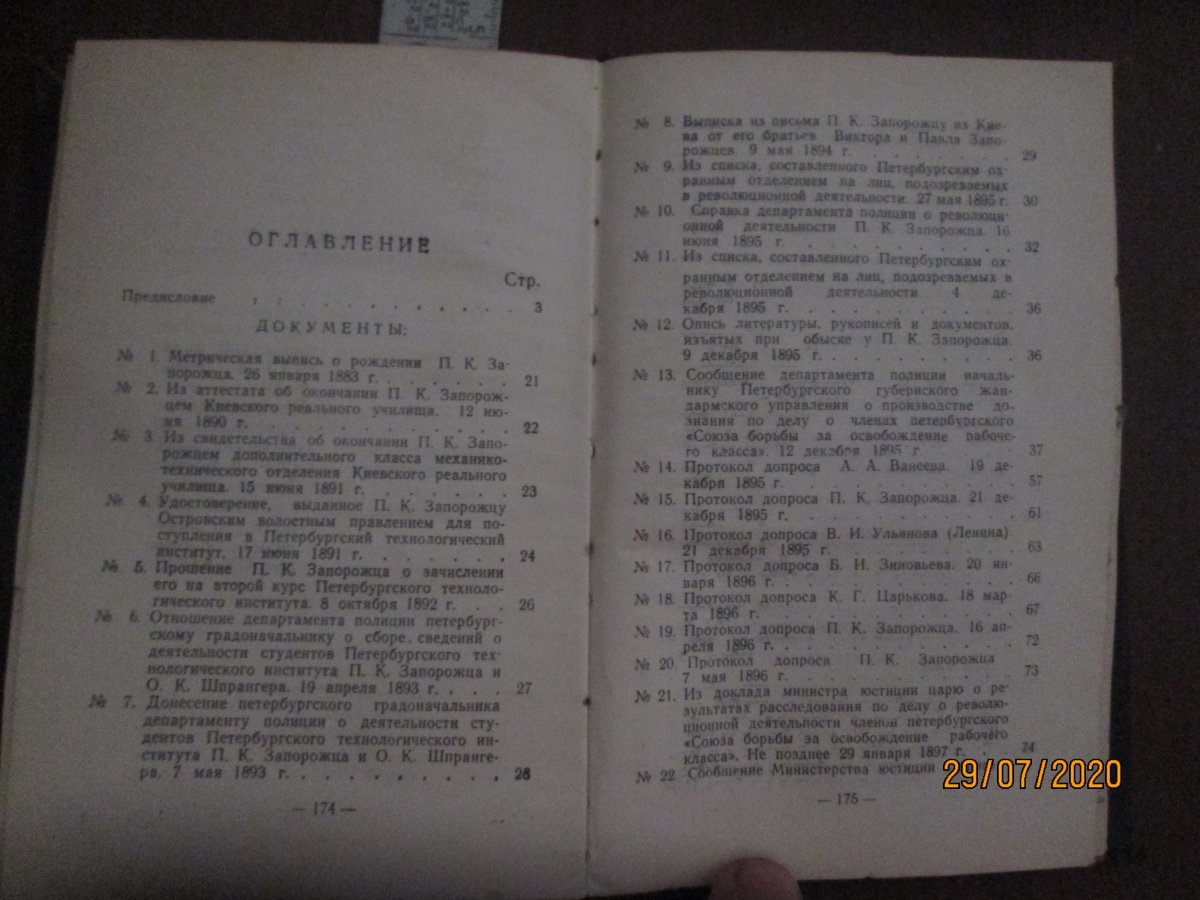 ОГЛАВЛЕНИЕ
Стр.
Предисловие . . . . . . . . . . . 3
ДОКУМЕНТЫ:
№ 1. Метрическая выпись о рождении П. К. За-
порожца. 26 января 1883 г. . . . . . . 21
№ 2. Из аттестата об окончании П. К. Запорож-
цем Киевского реального училища. 12 ию-
ня 1890 г. . . . . . . . . . . 22
№ 3. Из свидетельства об окончании П. К. Запо-
рожцем дополнительного класса механико-
технического отделения Киевского реального
училища. 15 июня 1891 г. . . . . . . 23
№ 4. Удостоверение, выданное П. К. Запорожцу
Островским волостным правлением для по-
ступления в Петербургский технологический
институт. 17 июня 1891 г. . . . . . . 24
№ 5. Прошение П. К. Запорожца о зачислении
его на второй курс Петербургского техноло-
гического института. 8 октября 1892 г. . . 26
№ 6. Отношение департамента полиции петербург-
скому градоначальнику о сборе сведений о
деятельности студентов Петербургского тех-
нологического института П. К. Запорожца и
О. К. Шпрангера. 19 апреля 1893 г. . . . 27
№ 7. Донесение петербургского градоначальника
департаменту полиции о деятельности сту-
дентов Петербургского технологического ин-
ститута П. К. Запорожца и О. К. Шпранге-
ра. 7 мая 1893 г. . . . . . . . . 28
— 174 —
№ 8. Выписка из письма П. К. Запорожцу из Кие-
ва от его братьев Виктора и Павла Запо-
рожцев. 9 мая 1894 г. . . . . . . . 29
№ 9. Из списка, составленного Петербургским ох-
ранным отделением на лиц, подозреваемых
в революционной деятельности. 27 мая 1895 г. 30
№ 10. Справка департамента полиции о революци-
онной деятельности П. К. Запорожца. 16
июня 1895 г. . . . . . . . . . 32
№ 11. Из списка, составленного Петербургским ох-
ранным отделением на лиц, подозреваемых в
революционной деятельности. 4 де-
кабря 1895 г. . . . . . . . . . 36
№ 12. Опись литературы, рукописей и документов,
изъятых при обыске у П. К. Запорожца.
9 декабря 1895 г. . . . . . . . . 36
№ 13. Сообщение департамента полиции началь-
нику Петербургского губернского жан-
дармского управления о производстве до-
знания по делу о членах петербургского
«Союза борьбы за освобождение рабоче-
го класса». 12 декабря 1895 г. . . . . 37
№ 14. Протокол допроса А. А. Ванеева. 19 де-
кабря 1895 г. . . . . . . . . . 57
№ 15. Протокол допроса П. К. Запорожца. 21 де-
кабря 1895 г. . . . . . . . . . 61
№ 16. Протокол допроса В. И. Ульянова (Ленина)
21 декабря 1895 г. . . . . . . . . 63
№ 17. Протокол допроса Б. И. Зиновьева. 20 ян-
варя 1896 г. . . . . . . . . . 66
№ 18. Протокол допроса К. Г. Царькова. 18 мар-
та 1896 г. . . . . . . . . . . 67
№ 19. Протокол допроса П. К. Запорожца. 16 ап-
реля 1896 г. . . . . . . . . . 72
№ 20. Протокол допроса П. К. Запорожца
7 мая 1896 г. . . . . . . . . . 73
№ 21. Из доклада министра юстиции царю о ре-
зультатах расследования по делу о револю-
ционной деятельности членов петербургского
«Союза борьбы за освобождение рабочего
класса». Не позднее 29 января 1897 г. . . 74
№ 22 Сообщение Министерства юстиции
— 175 —
29/07/2020